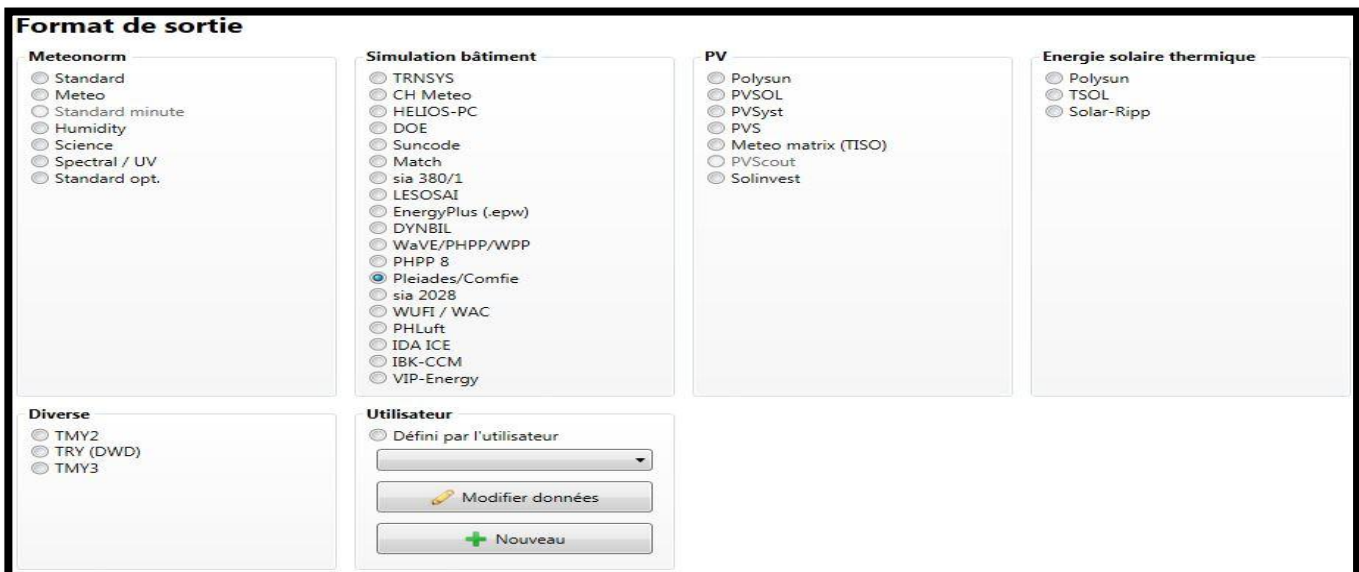 Format de sortie
Meteonorm
Standard
Meteo
Standard minute
Humidity
Science
Spectral / UV
Standard opt.
Simulation bâtiment
TRNSYS
CH Meteo
HELIOS-PC
DOE
Suncode
Match
sia 380/1
LESOSAI
EnergyPlus (.epw)
DYNBIL
WaVE/PHPP/WPP
PHPP 8
Pleiades/Comfie
sia 2028
WUFI / WAC
PHLuft
IDA ICE
IBK-CCM
VIP-Energy
PV
Polysun
PVSOL
PVSyst
PVS
Meteo matrix (TISO)
PVScout
Solinvest
Energie solaire thermique
Polysun
TSOL
Solar-Ripp
Diverse
TMY2
TRY (DWD)
TMY3
Utilisateur
Défini par l'utilisateur
Modifier données
Nouveau